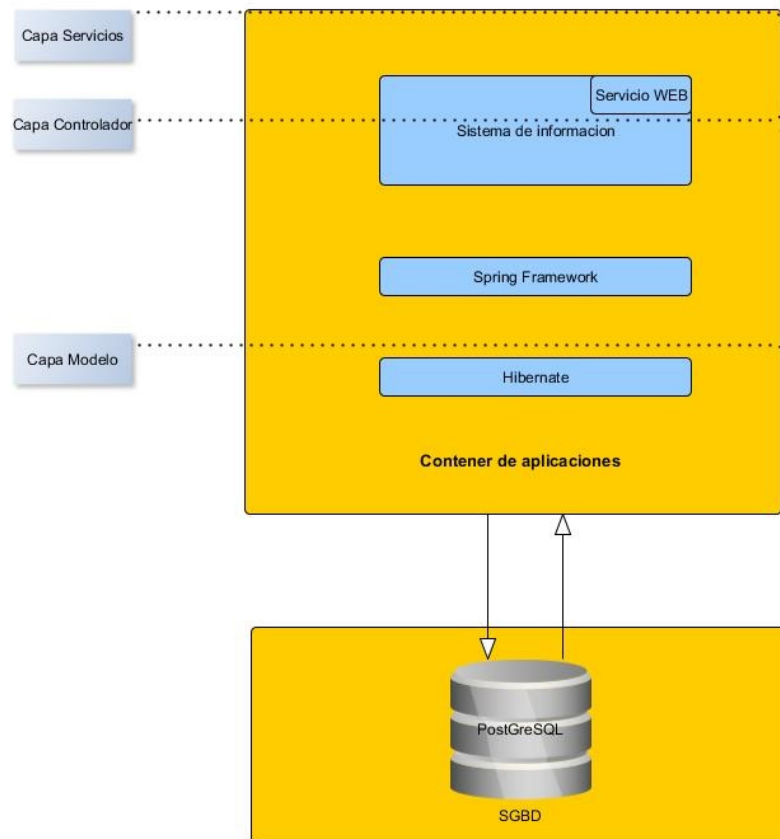 Capa Servicios
Servicio WEB
Capa Controlador
Sistema de informacion
Spring Framework
Capa Modelo
Hibernate
Contener de aplicaciones
PostGreSQL
SGBD